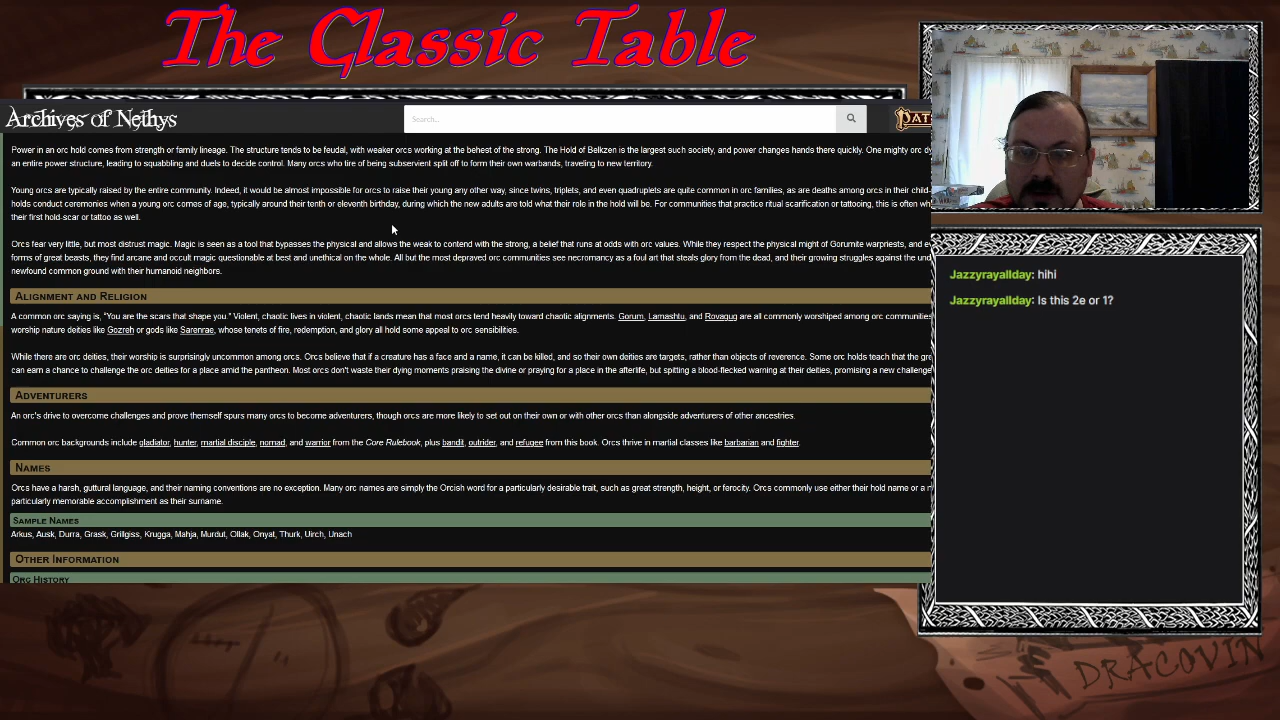 The Classic Table
Archives of Nethys
Search...
Power in an orc hold comes from strength or family lineage. The structure tends to be feudal, with weaker orcs working at the behest of the strong. The Hold of Belkzen is the largest such society, and power changes hands there quickly. One mighty orc
an entire power structure, leading to squabbling and duels to decide control. Many orcs who tire of being subservient split off to form their own warbands, traveling to new territory.
Young orcs are typically raised by the entire community. Indeed, it would be almost impossible for orcs to raise their young any other way, since twins, triplets, and even quadruplets are quite common in orc families, as are deaths among orcs in their child-
holds conduct ceremonies when a young orc comes of age, typically around their tenth or eleventh birthday, during which the new adults are told what their role in the hold will be. For communities that practice ritual scarification or tattooing, this is often
their first hold-scar or tattoo as well.
Orcs fear very little, but most distrust magic. Magic is seen as a tool that bypasses the physical and allows the weak to contend with the strong, a belief that runs at odds with orc values. While they respect the physical might of Gorumite warpriests, and
forms of great beasts, they find arcane and occult magic questionable at best and unethical on the whole. All but the most depraved orc communities see necromancy as a foul art that steals glory from the dead, and their growing struggles against the
newfound common ground with their humanoid neighbors.
Alignment and Religion
A common orc saying is, "You are the scars that shape you." Violent, chaotic lives in violent, chaotic lands mean that most orcs tend heavily toward chaotic alignments. Gorum, Lamashtu, and Rovagug are all commonly worshiped among orc communities
worship nature deities like Gozreh or gods like Sarenrae, whose tenets of fire, redemption, and glory all hold some appeal to orc sensibilities.
While there are orc deities, their worship is surprisingly uncommon among orcs. Orcs believe that if a creature has a face and a name, it can be killed, and so their own deities are targets, rather than objects of reverence. Some orc holds teach that the
can earn a chance to challenge the orc deities for a place amid the pantheon. Most orcs don't waste their dying moments praising the divine or praying for a place in the afterlife, but spitting a blood-flecked warning at their deities, promising a new challenge
Adventurers
An orc's drive to overcome challenges and prove themself spurs many orcs to become adventurers, though orcs are more likely to set out on their own or with other orcs than alongside adventurers of other ancestries.
Common orc backgrounds include gladiator, hunter, martial disciple, nomad, and warrior from the Core Rulebook, plus bandit, outrider, and refugee from this book. Orcs thrive in martial classes like barbarian and fighter.
Names
Orcs have a harsh, guttural language, and their naming conventions are no exception. Many orc names are simply the Orcish word for a particularly desirable trait, such as great strength, height, or ferocity. Orcs commonly use either their hold name or a
particularly memorable accomplishment as their surname.
Sample Names
Arkus, Ausk, Durra, Grask, Grillgiss, Krugga, Mahja, Murdut, Ollak, Onyat, Thurk, Uirch, Unach
Other Information
Orc History
Jazzyrayallday: hihi
Jazzyrayallday: Is this 2e or 1?
DRACOVIN